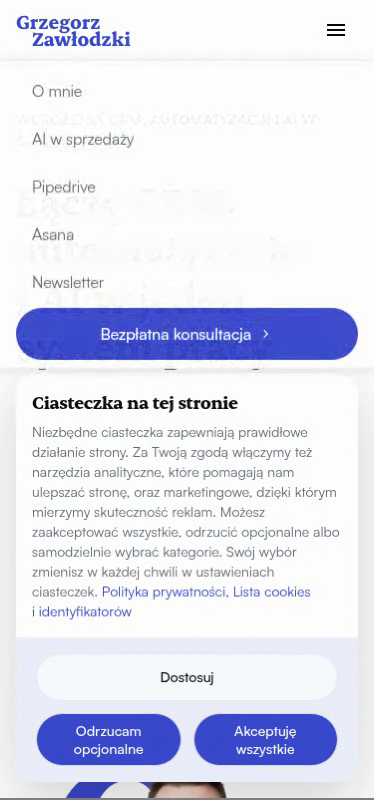 Grzegorz
Zawłodzki
O mnie
AI w sprzedaży
Pipedrive
Asana
Newsletter
Bezpłatna konsultacja
Ciasteczka na tej stronie
Niezbędne ciasteczka zapewniają prawidłowe
działanie strony. Za Twoją zgodą włączymy też
narzędzia analityczne, które pomagają nam
ulepszać stronę, oraz marketingowe, dzięki którym
mierzymy skuteczność reklam. Możesz
zaakceptować wszystkie, odrzucić opcjonalne albo
samodzielnie wybrać kategorie. Swój wybór
zmienisz w każdej chwili w ustawieniach
ciasteczek. Polityka prywatności, Lista cookies
i identyfikatorów
Dostosuj
Odrzucam
opcjonalne
Akceptuję
wszystkie